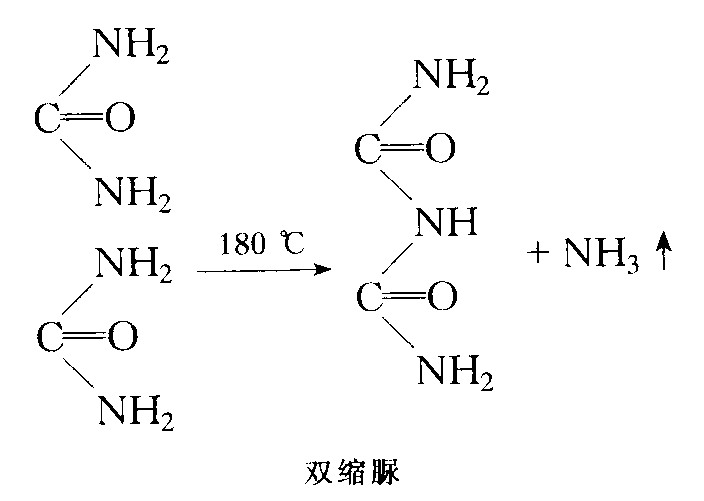 NH₂
C=O
NH₂
NH₂
C=O
NH₂
180 ℃
NH₂
C=O
NH
C=O
NH₂
+ NH₃ ↑
双缩脲